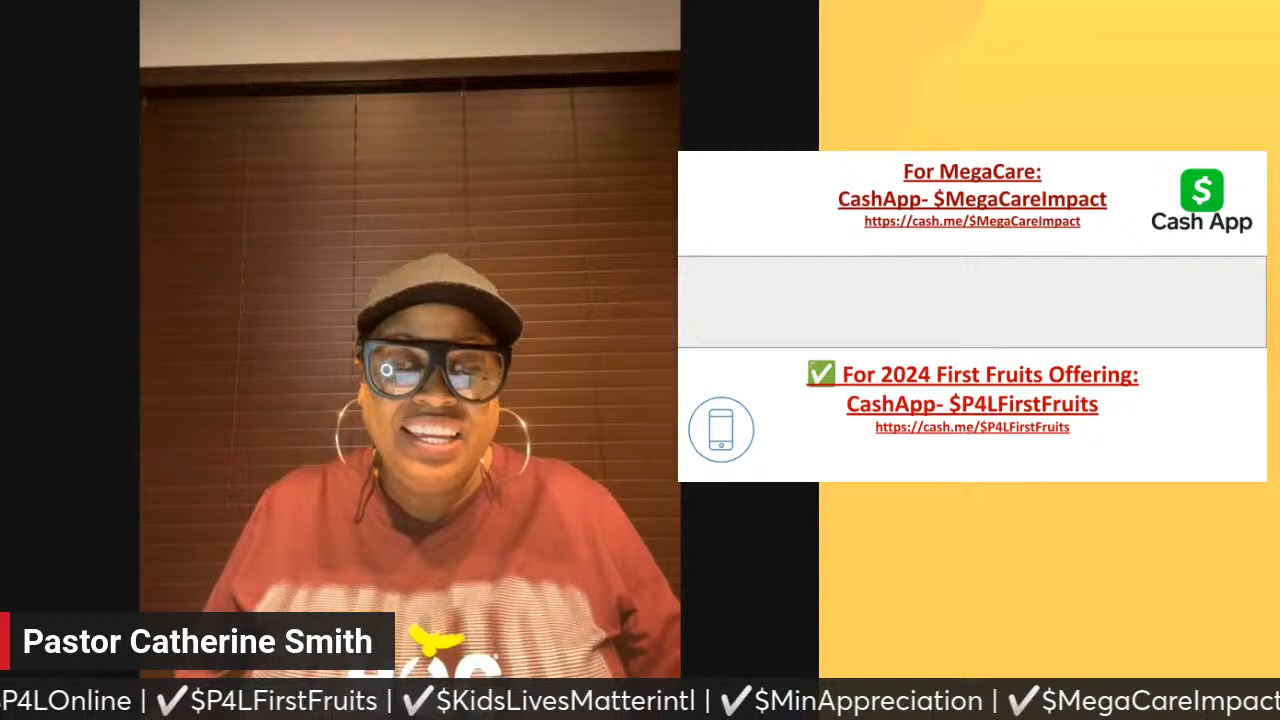 For MegaCare:
CashApp- $MegaCareImpact
https://cash.me/$MegaCareImpact
$
Cash App
✅ For 2024 First Fruits Offering:
CashApp- $P4LFirstFruits
https://cash.me/$P4LFirstFruits
Pastor Catherine Smith
P4LOnline | ✔$P4LFirstFruits | ✔$KidsLivesMatterintl | ✔$MinAppreciation | ✔$MegaCareImpact